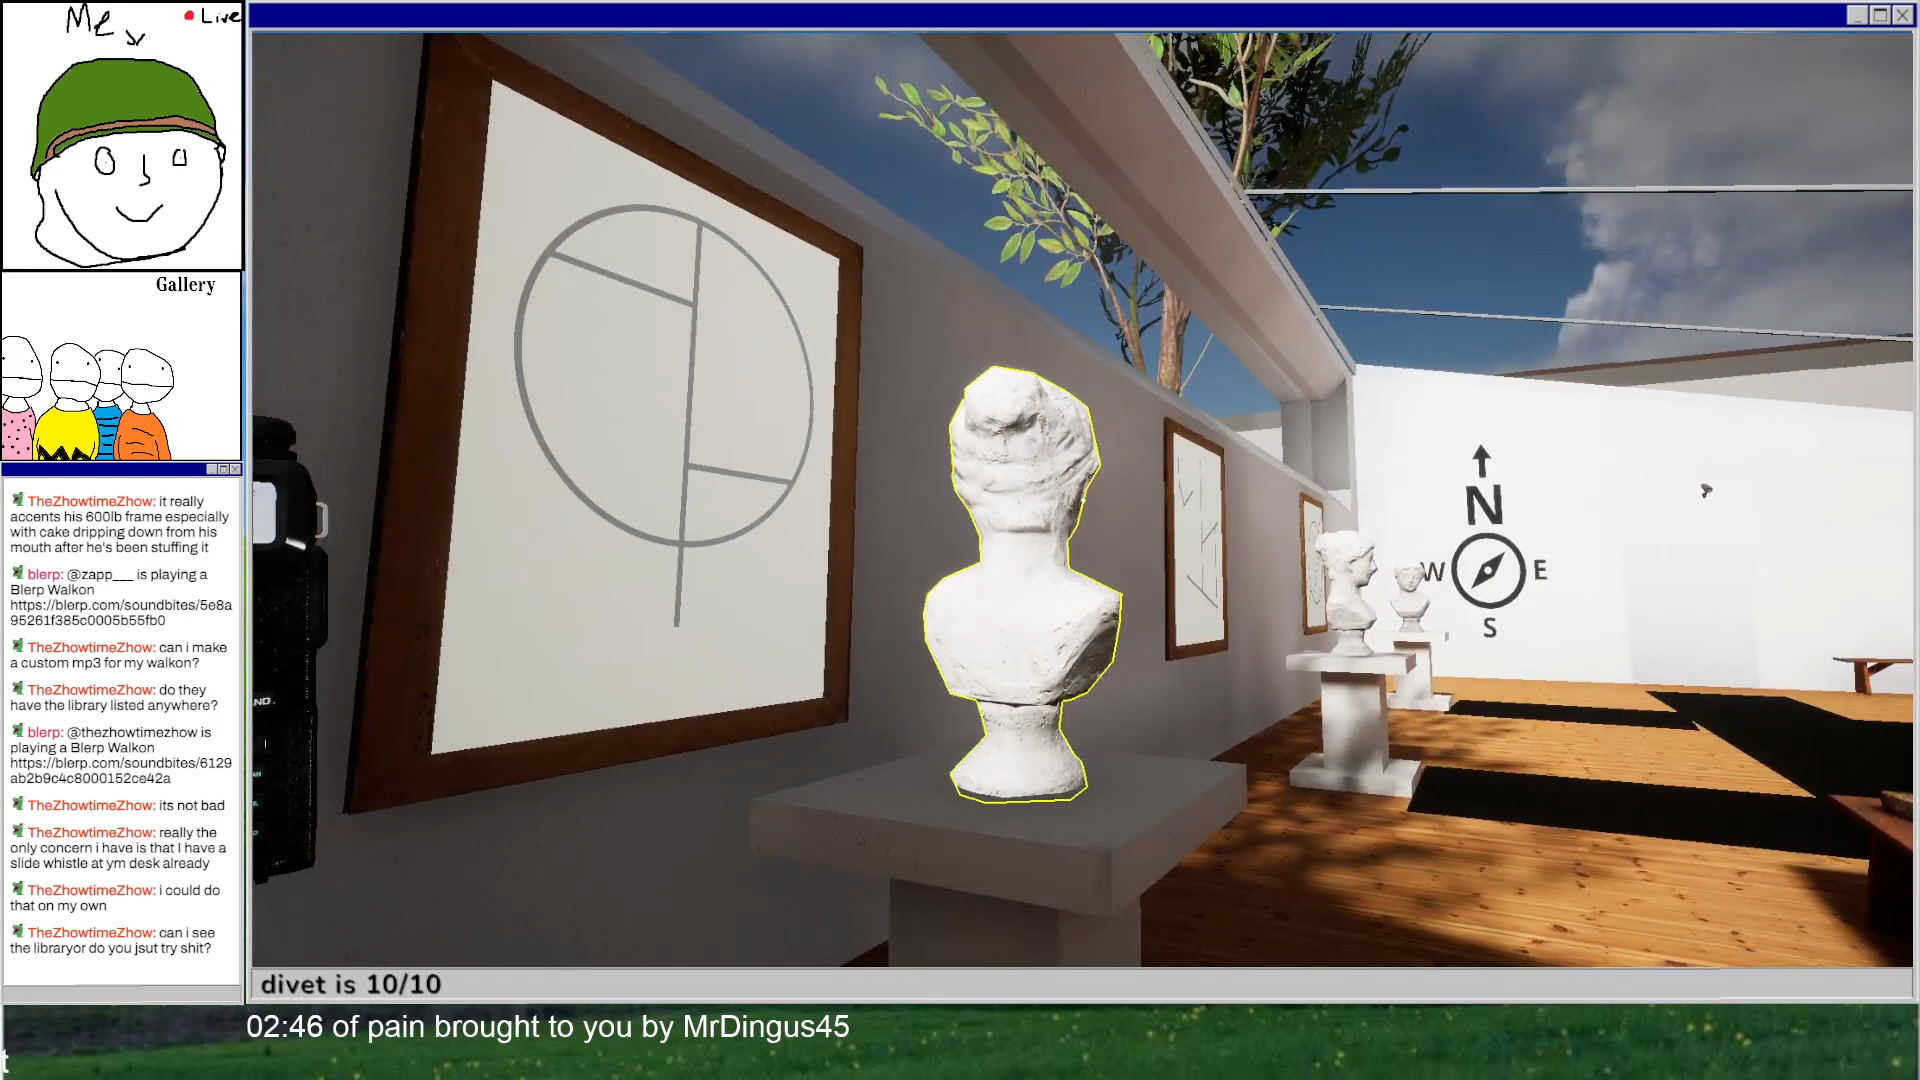 Me
Live
Gallery
TheZhowtimeZhow: it really
accents his 600lb frame especially
with cake dripping down from his
mouth after he's been stuffing it
blerp: @zapp___ is playing a
Blerp Walkon
https://blerp.com/soundbites/5e8a
95261f385c0005b55fb0
TheZhowtimeZhow: can i make
a custom mp3 for my walkon?
TheZhowtimeZhow: do they
have the library listed anywhere?
blerp: @thezhowtimezhow is
playing a Blerp Walkon
https://blerp.com/soundbites/6129
ab2b9c4c8000152ce42a
TheZhowtimeZhow: its not bad
TheZhowtimeZhow: really the
only concern i have is that I have a
slide whistle at ym desk already
TheZhowtimeZhow: i could do
that on my own
TheZhowtimeZhow: can i see
the libraryor do you jsut try shit?
N
W E
S
divet is 10/10
02:46 of pain brought to you by MrDingus45
t